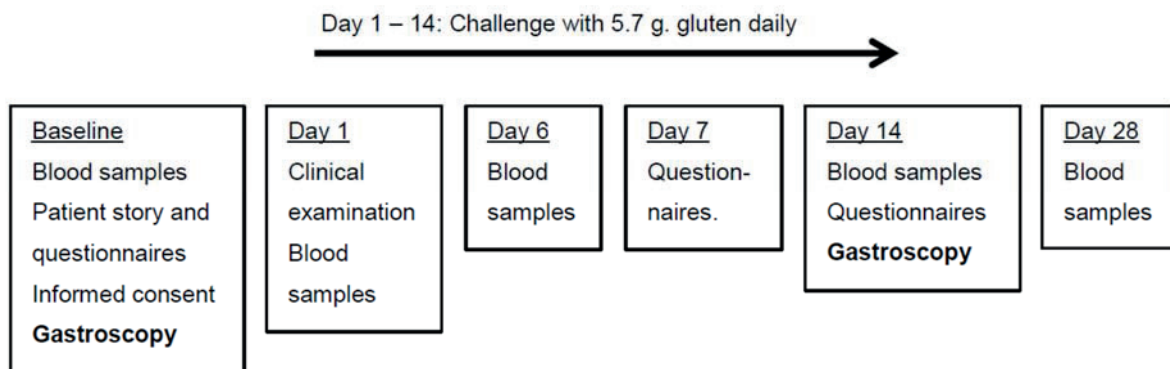 Day 1 – 14: Challenge with 5.7 g. gluten daily
Baseline
Blood samples
Patient story and
questionnaires
Informed consent
Gastroscopy
Day 1
Clinical
examination
Blood
samples
Day 6
Blood
samples
Day 7
Question-
naires.
Day 14
Blood samples
Questionnaires
Gastroscopy
Day 28
Blood
samples